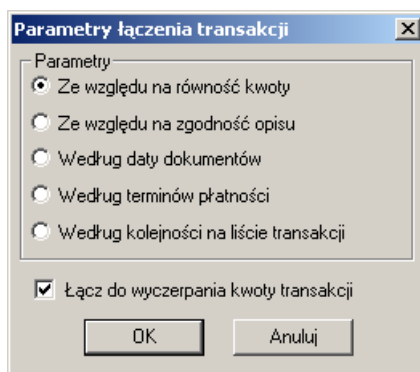 Parametry łączenia transakcji
Parametry
Ze względu na równość kwoty
Ze względu na zgodność opisu
Według daty dokumentów
Według terminów płatności
Według kolejności na liście transakcji
Łącz do wyczerpania kwoty transakcji
OK Anuluj